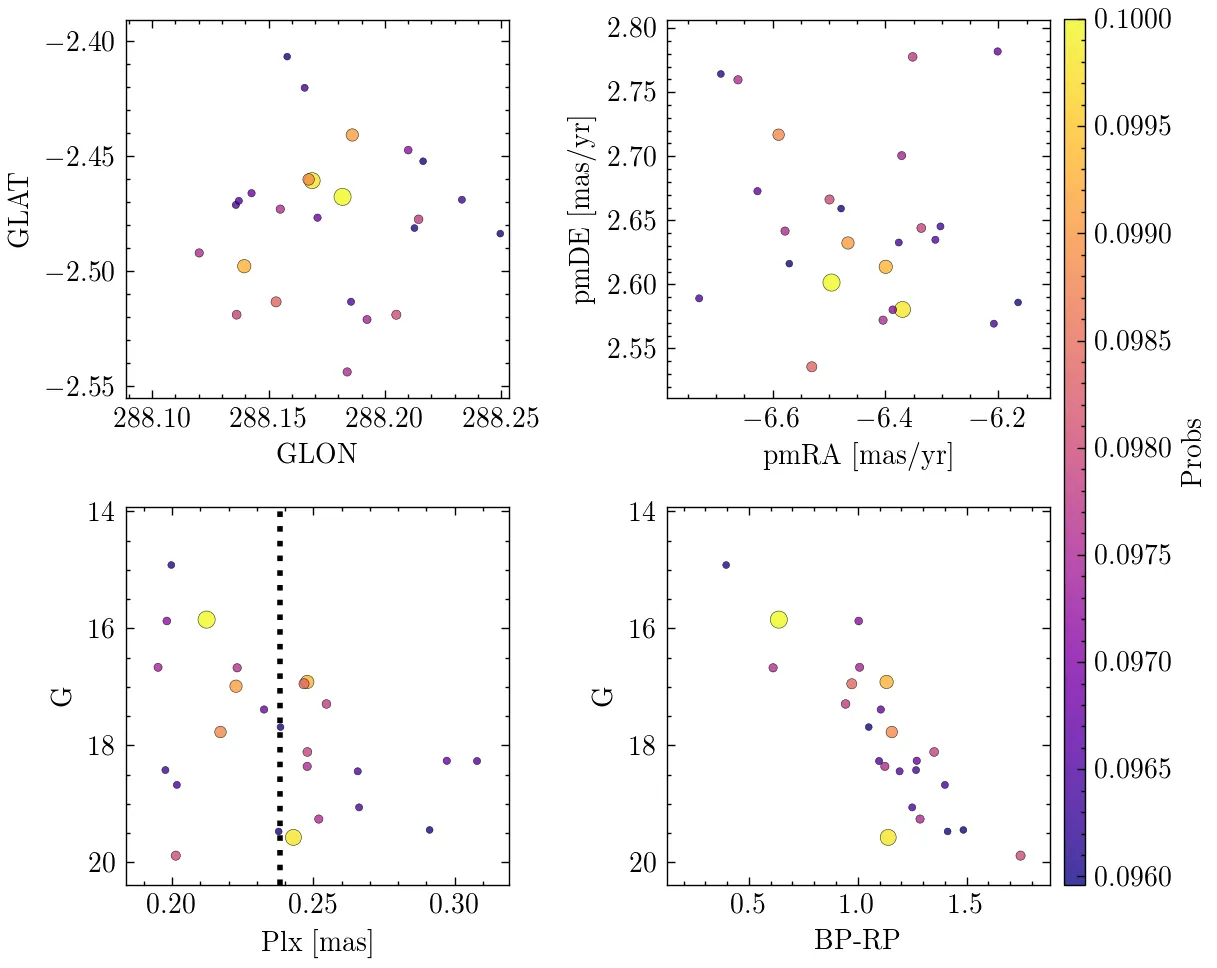 −2.40
−2.45
−2.50
−2.55
GLAT
288.10 288.15 288.20 288.25
GLON
2.80
2.75
2.70
2.65
2.60
2.55
pmDE [mas/yr]
−6.6 −6.4 −6.2
pmRA [mas/yr]
14
16
18
20
G
0.20 0.25 0.30
Plx [mas]
14
16
18
20
G
0.5 1.0 1.5
BP-RP
0.1000
0.0995
0.0990
0.0985
0.0980
0.0975
0.0970
0.0965
0.0960
Probs